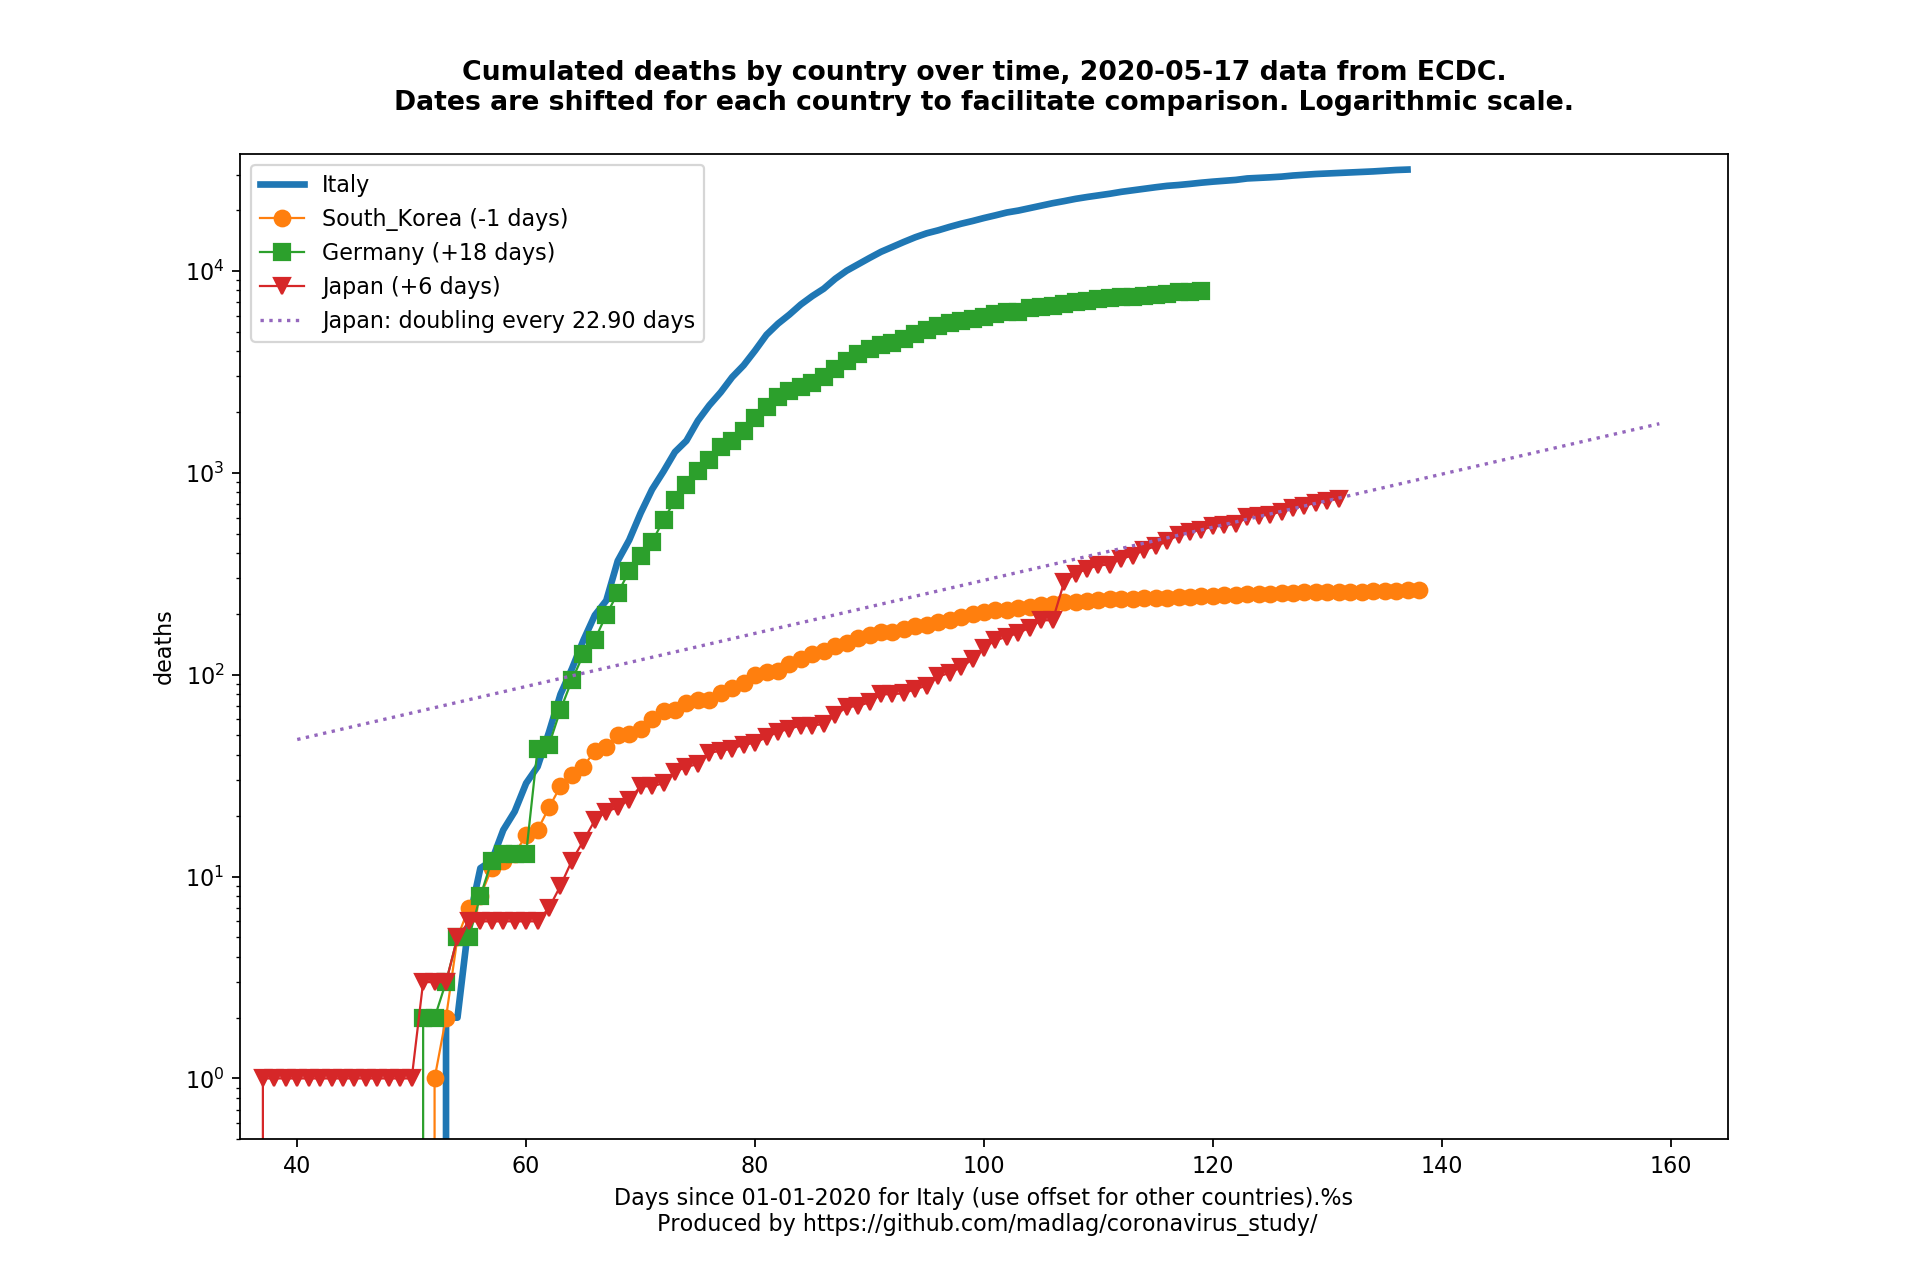 Cumulated deaths by country over time, 2020-05-17 data from ECDC.
Dates are shifted for each country to facilitate comparison. Logarithmic scale.
Italy
South_Korea (-1 days)
Germany (+18 days)
Japan (+6 days)
Japan: doubling every 22.90 days
deaths
10⁴
10³
10²
10¹
10⁰
40 60 80 100 120 140 160
Days since 01-01-2020 for Italy (use offset for other countries).%s
Produced by https://github.com/madlag/coronavirus_study/